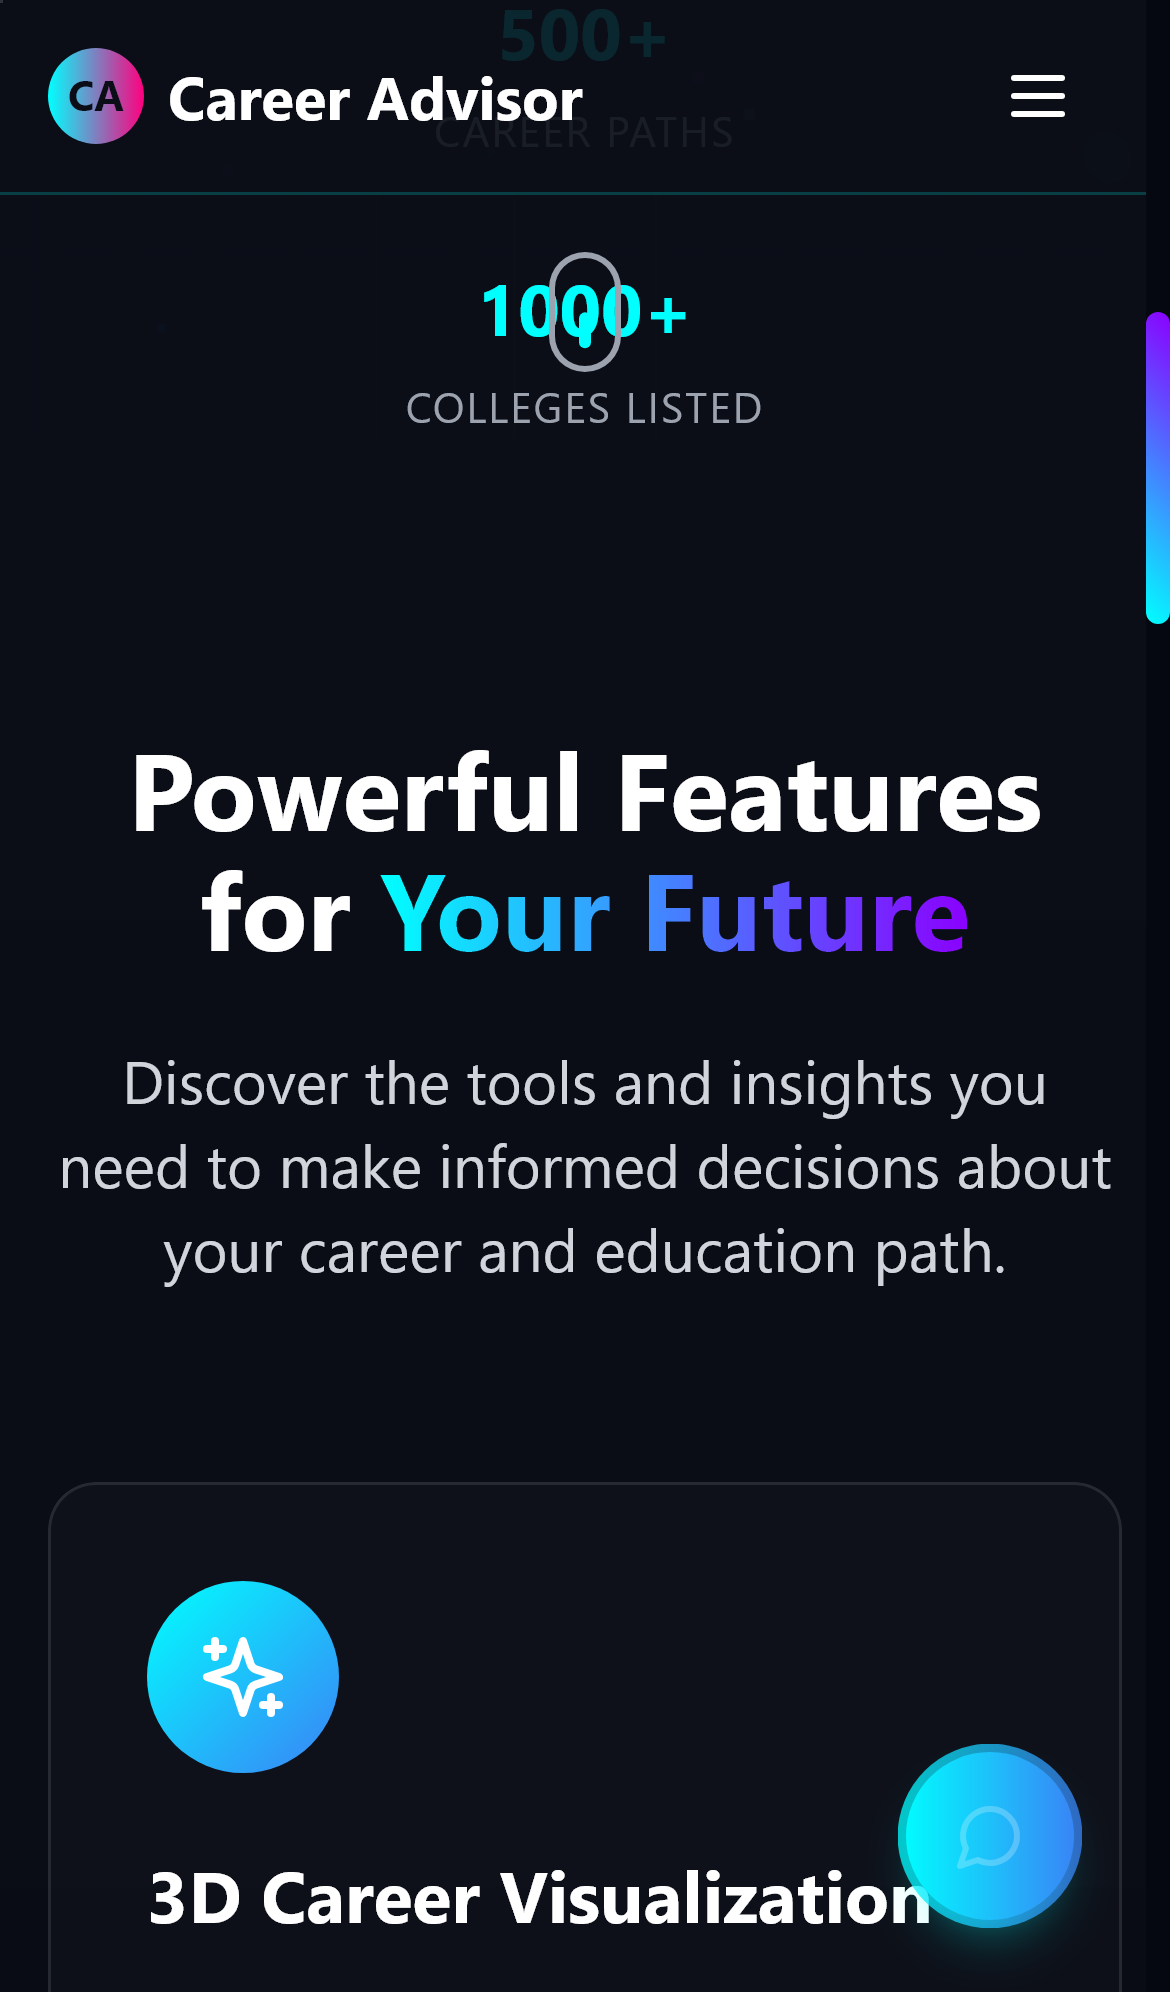 500+
CA Career Advisor
CAREER PATHS
1000+
COLLEGES LISTED
Powerful Features
for Your Future
Discover the tools and insights you
need to make informed decisions about
your career and education path.
3D Career Visualization